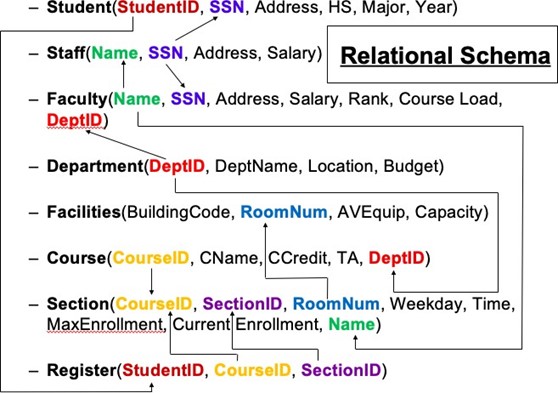 – Student(StudentID, SSN, Address, HS, Major, Year)
– Staff(Name, SSN, Address, Salary)
Relational Schema
– Faculty(Name, SSN, Address, Salary, Rank, Course Load,
DeptID)
– Department(DeptID, DeptName, Location, Budget)
– Facilities(BuildingCode, RoomNum, AVEquip, Capacity)
– Course(CourseID, CName, CCredit, TA, DeptID)
– Section(CourseID, SectionID, RoomNum, Weekday, Time,
MaxEnrollment, Current Enrollment, Name)
– Register(StudentID, CourseID, SectionID)